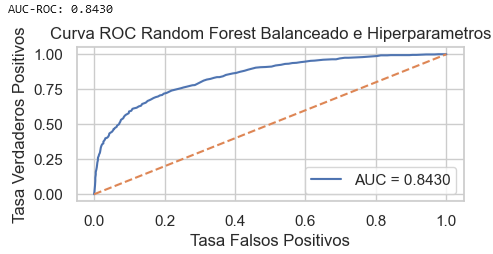 AUC-ROC: 0.8430
Curva ROC Random Forest Balanceado e Hiperparametros
Tasa Verdaderos Positivos
1.00
0.75
0.50
0.25
0.00
AUC = 0.8430
0.0 0.2 0.4 0.6 0.8 1.0
Tasa Falsos Positivos